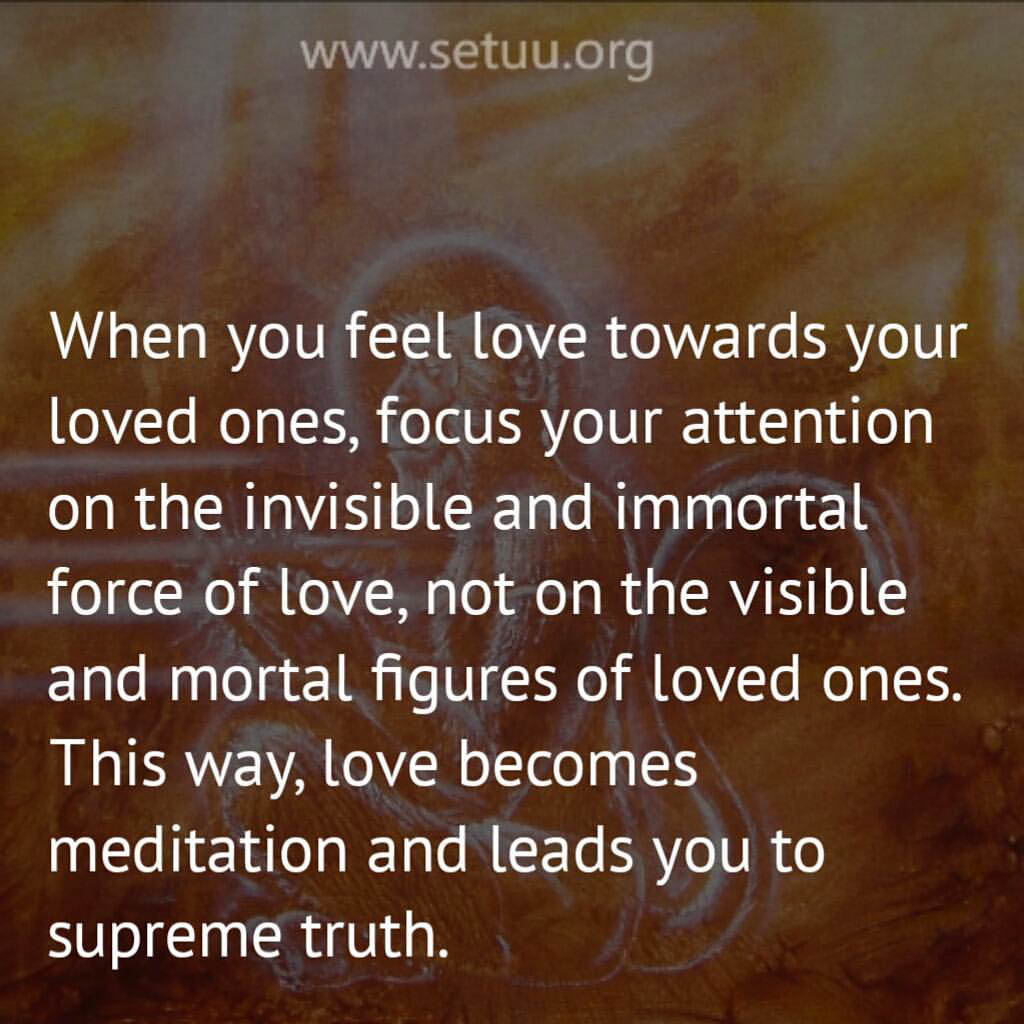 www.setuu.org
When you feel love towards your
loved ones, focus your attention
on the invisible and immortal
force of love, not on the visible
and mortal figures of loved ones.
This way, love becomes
meditation and leads you to
supreme truth.